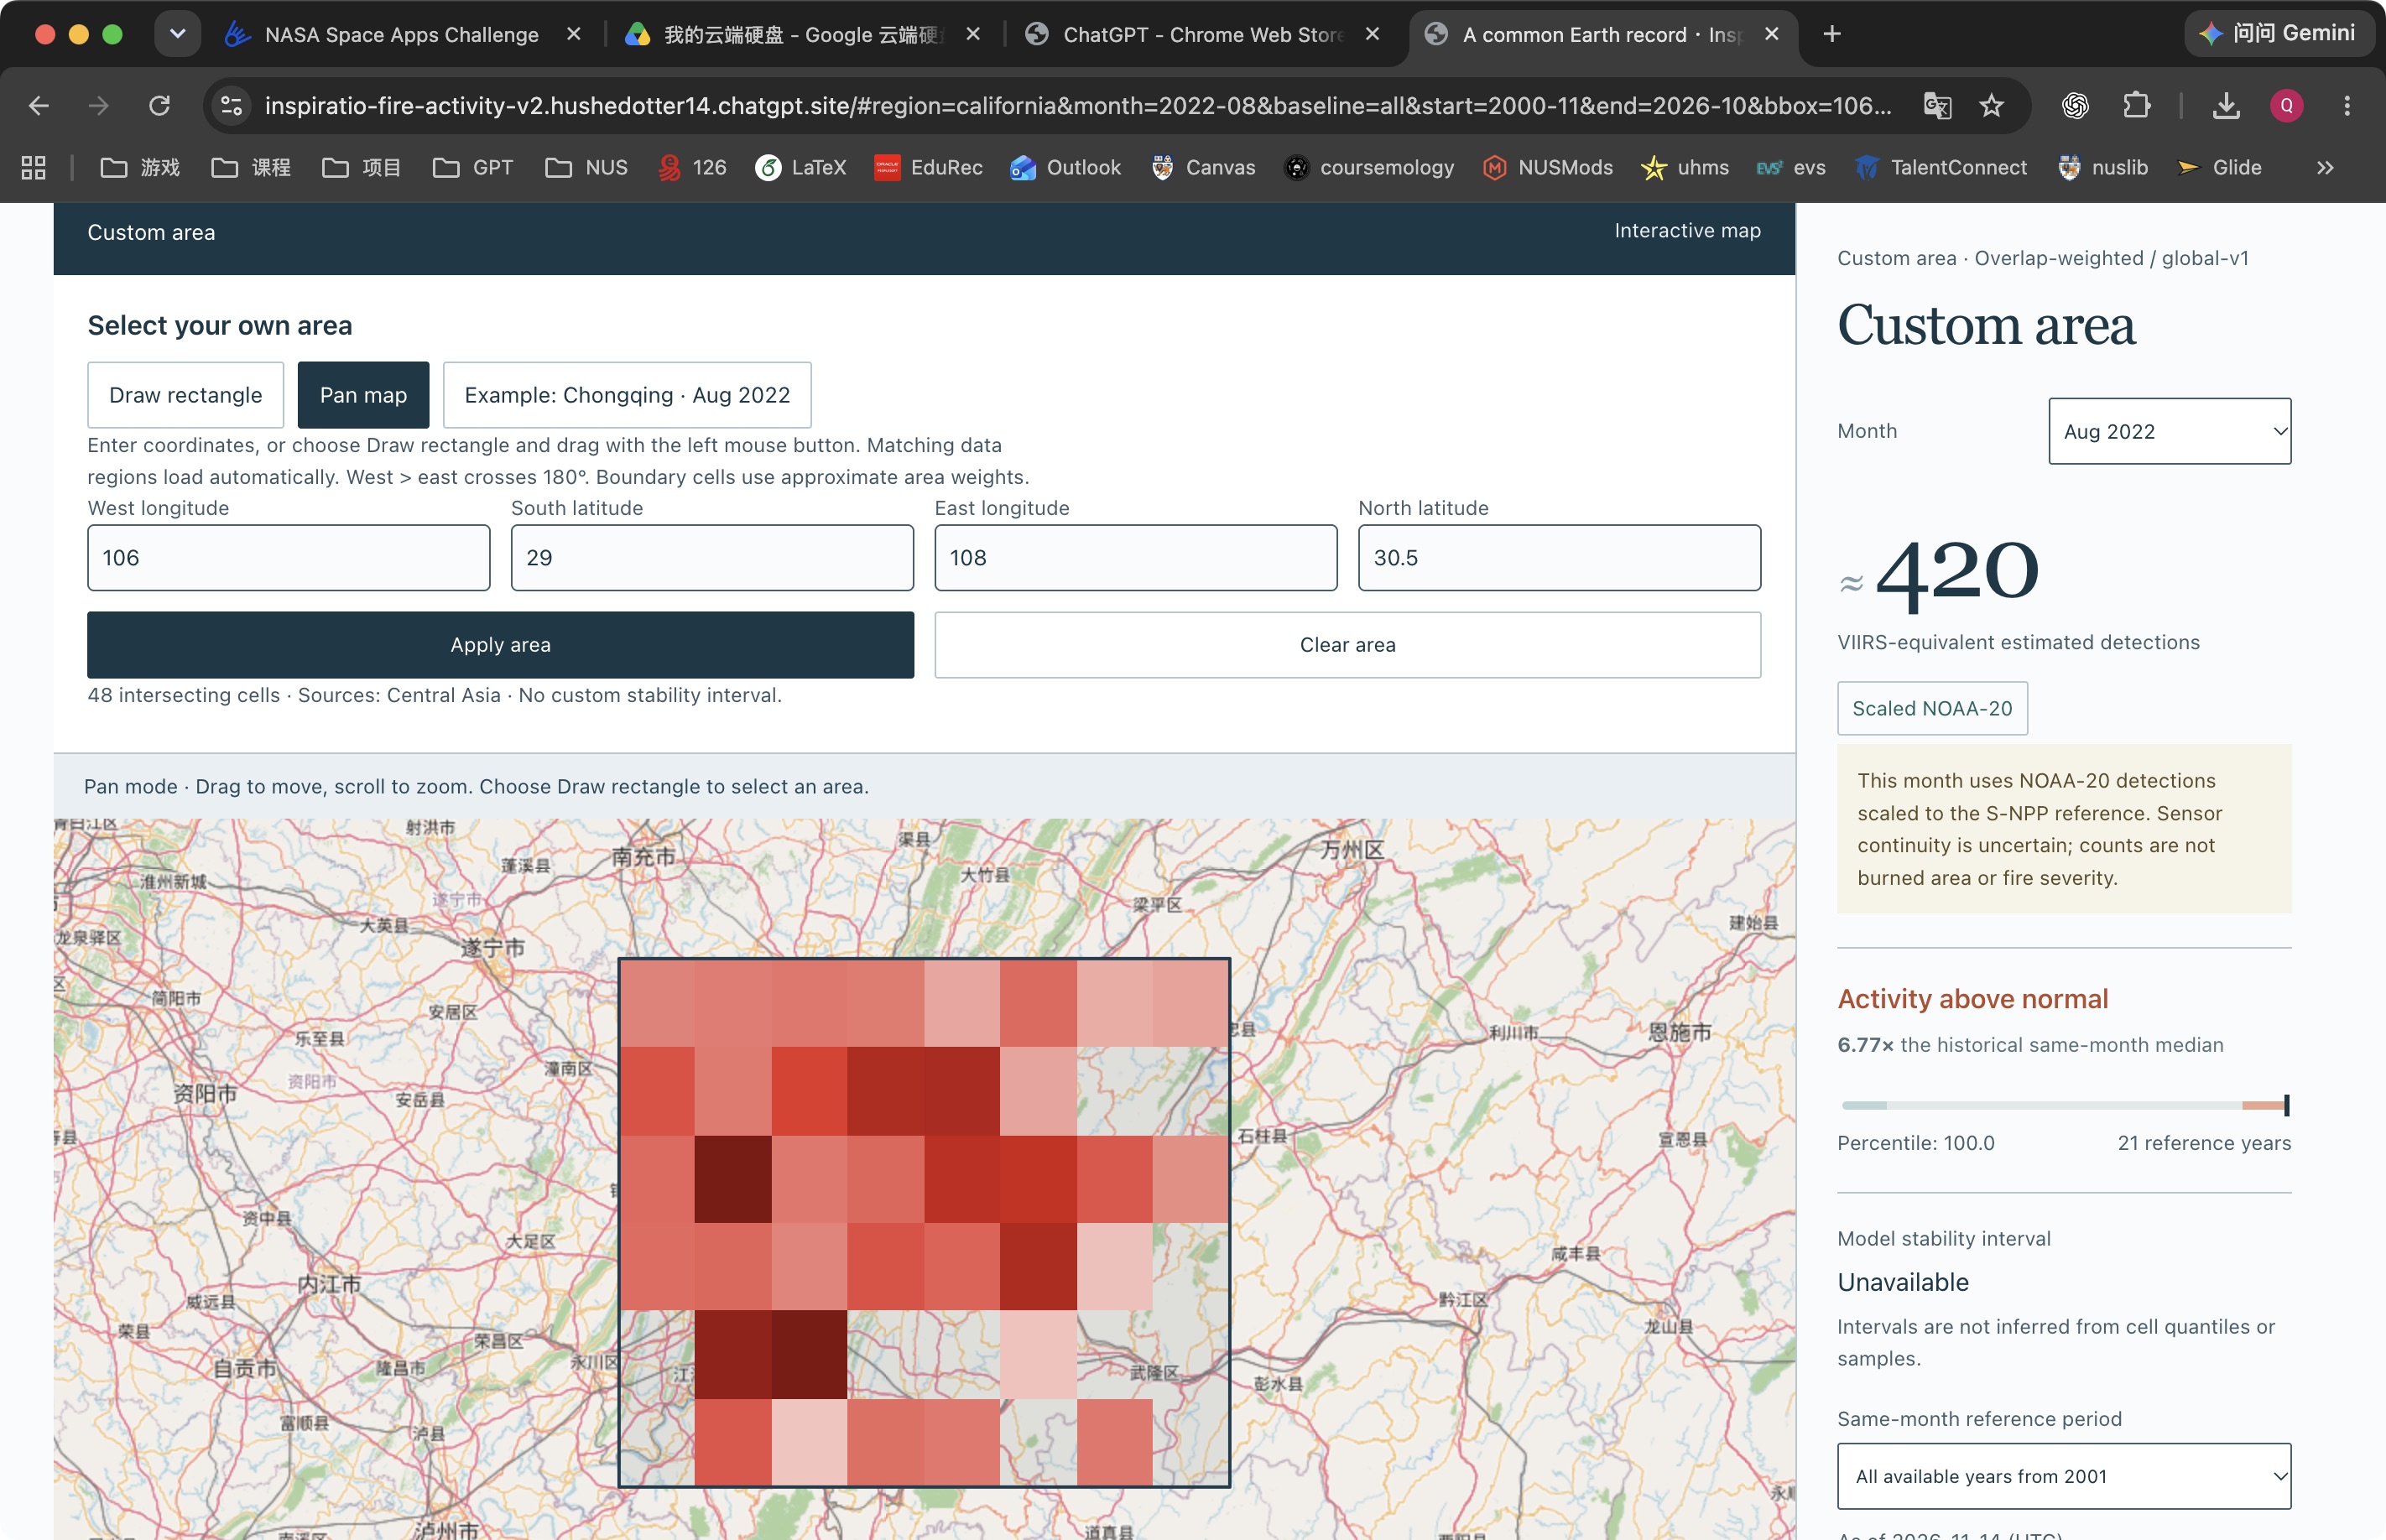 NASA Space Apps Challenge
我的云端硬盘 - Google 云端硬
ChatGPT - Chrome Web Store
A common Earth record · Insp
问问 Gemini
inspiratio-fire-activity-v2.hushedotter14.chatgpt.site/#region=california&month=2022-08&baseline=all&start=2000-11&end=2026-10&bbox=106...
Q
游戏
课程
项目
GPT
NUS
126
LaTeX
EduRec
Outlook
Canvas
coursemology
NUSMods
uhms
evs
TalentConnect
nuslib
Glide
Custom area
Interactive map
Select your own area
Draw rectangle
Pan map
Example: Chongqing · Aug 2022
Enter coordinates, or choose Draw rectangle and drag with the left mouse button. Matching data
regions load automatically. West > east crosses 180°. Boundary cells use approximate area weights.
West longitude
South latitude
East longitude
North latitude
106
29
108
30.5
Apply area
Clear area
48 intersecting cells · Sources: Central Asia · No custom stability interval.
Pan mode · Drag to move, scroll to zoom. Choose Draw rectangle to select an area.
射洪市
渠县
万州区
南充市
蓬溪县
大竹县
淮州新城
遂宁市
梁平区
大英县
建始县
龙泉驿区
遂宁市
简阳市
安居区
忠县
利川市
恩施市
乐至县
潼南区
资阳市
资阳市
安岳县
石柱县
宣恩县
资中县
大足区
咸丰县
内江市
威远县
黔江区
荣县
荣昌区
龙山县
自贡市
隆昌市
永川区
武隆区
彭水县
富顺县
泸县
泸州市
道真县
Custom area · Overlap-weighted / global-v1
Custom area
Month
Aug 2022
≈ 420
VIIRS-equivalent estimated detections
Scaled NOAA-20
This month uses NOAA-20 detections
scaled to the S-NPP reference. Sensor
continuity is uncertain; counts are not
burned area or fire severity.
Activity above normal
6.77× the historical same-month median
Percentile: 100.0
21 reference years
Model stability interval
Unavailable
Intervals are not inferred from cell quantiles or
samples.
Same-month reference period
All available years from 2001
As of 2026-11-14 (UTC)